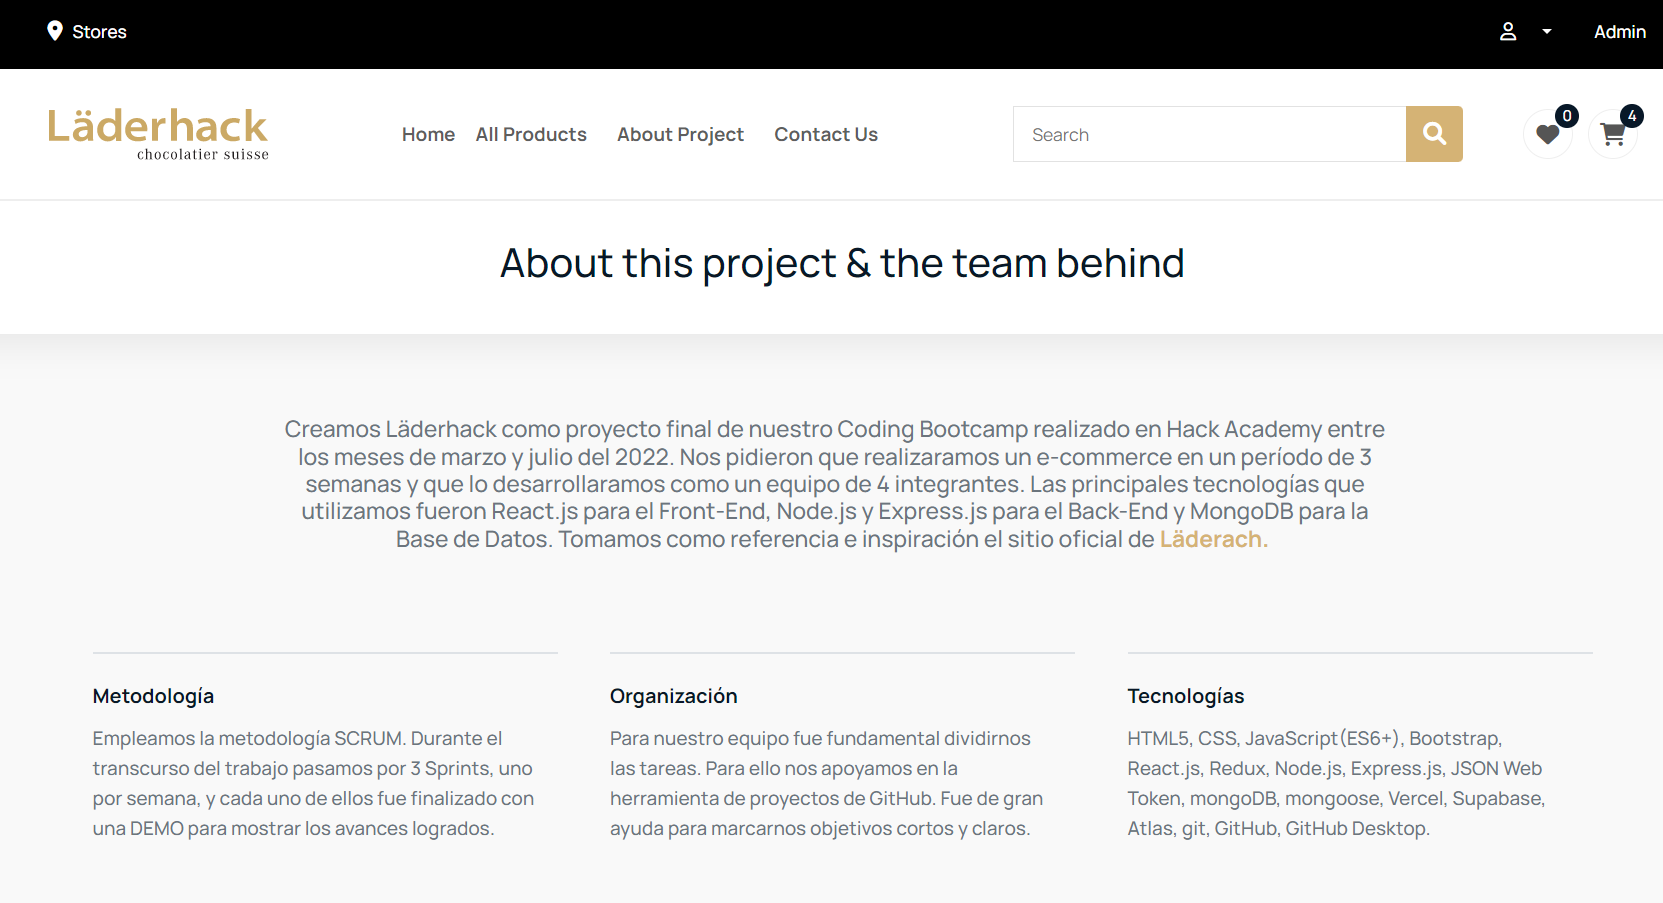 Stores
Admin
Läderhack
chocolatier suisse
Home All Products About Project Contact Us
Search
0
4
About this project & the team behind
Creamos Läderhack como proyecto final de nuestro Coding Bootcamp realizado en Hack Academy entre
los meses de marzo y julio del 2022. Nos pidieron que realizaramos un e-commerce en un período de 3
semanas y que lo desarrollaramos como un equipo de 4 integrantes. Las principales tecnologías que
utilizamos fueron React.js para el Front-End, Node.js y Express.js para el Back-End y MongoDB para la
Base de Datos. Tomamos como referencia e inspiración el sitio oficial de Läderach.
Metodología
Empleamos la metodología SCRUM. Durante el
transcurso del trabajo pasamos por 3 Sprints, uno
por semana, y cada uno de ellos fue finalizado con
una DEMO para mostrar los avances logrados.
Organización
Para nuestro equipo fue fundamental dividirnos
las tareas. Para ello nos apoyamos en la
herramienta de proyectos de GitHub. Fue de gran
ayuda para marcarnos objetivos cortos y claros.
Tecnologías
HTML5, CSS, JavaScript(ES6+), Bootstrap,
React.js, Redux, Node.js, Express.js, JSON Web
Token, mongoDB, mongoose, Vercel, Supabase,
Atlas, git, GitHub, GitHub Desktop.